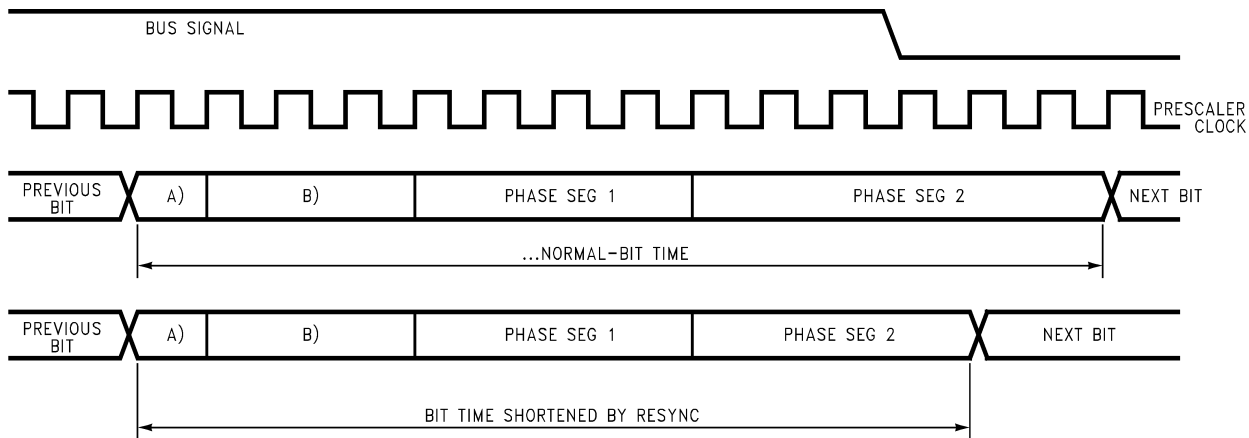 BUS SIGNAL
PRESCALER
CLOCK
PREVIOUS
BIT
A)
B)
PHASE SEG 1
PHASE SEG 2
NEXT BIT
...NORMAL-BIT TIME
PREVIOUS
BIT
A)
B)
PHASE SEG 1
PHASE SEG 2
NEXT BIT
BIT TIME SHORTENED BY RESYNC